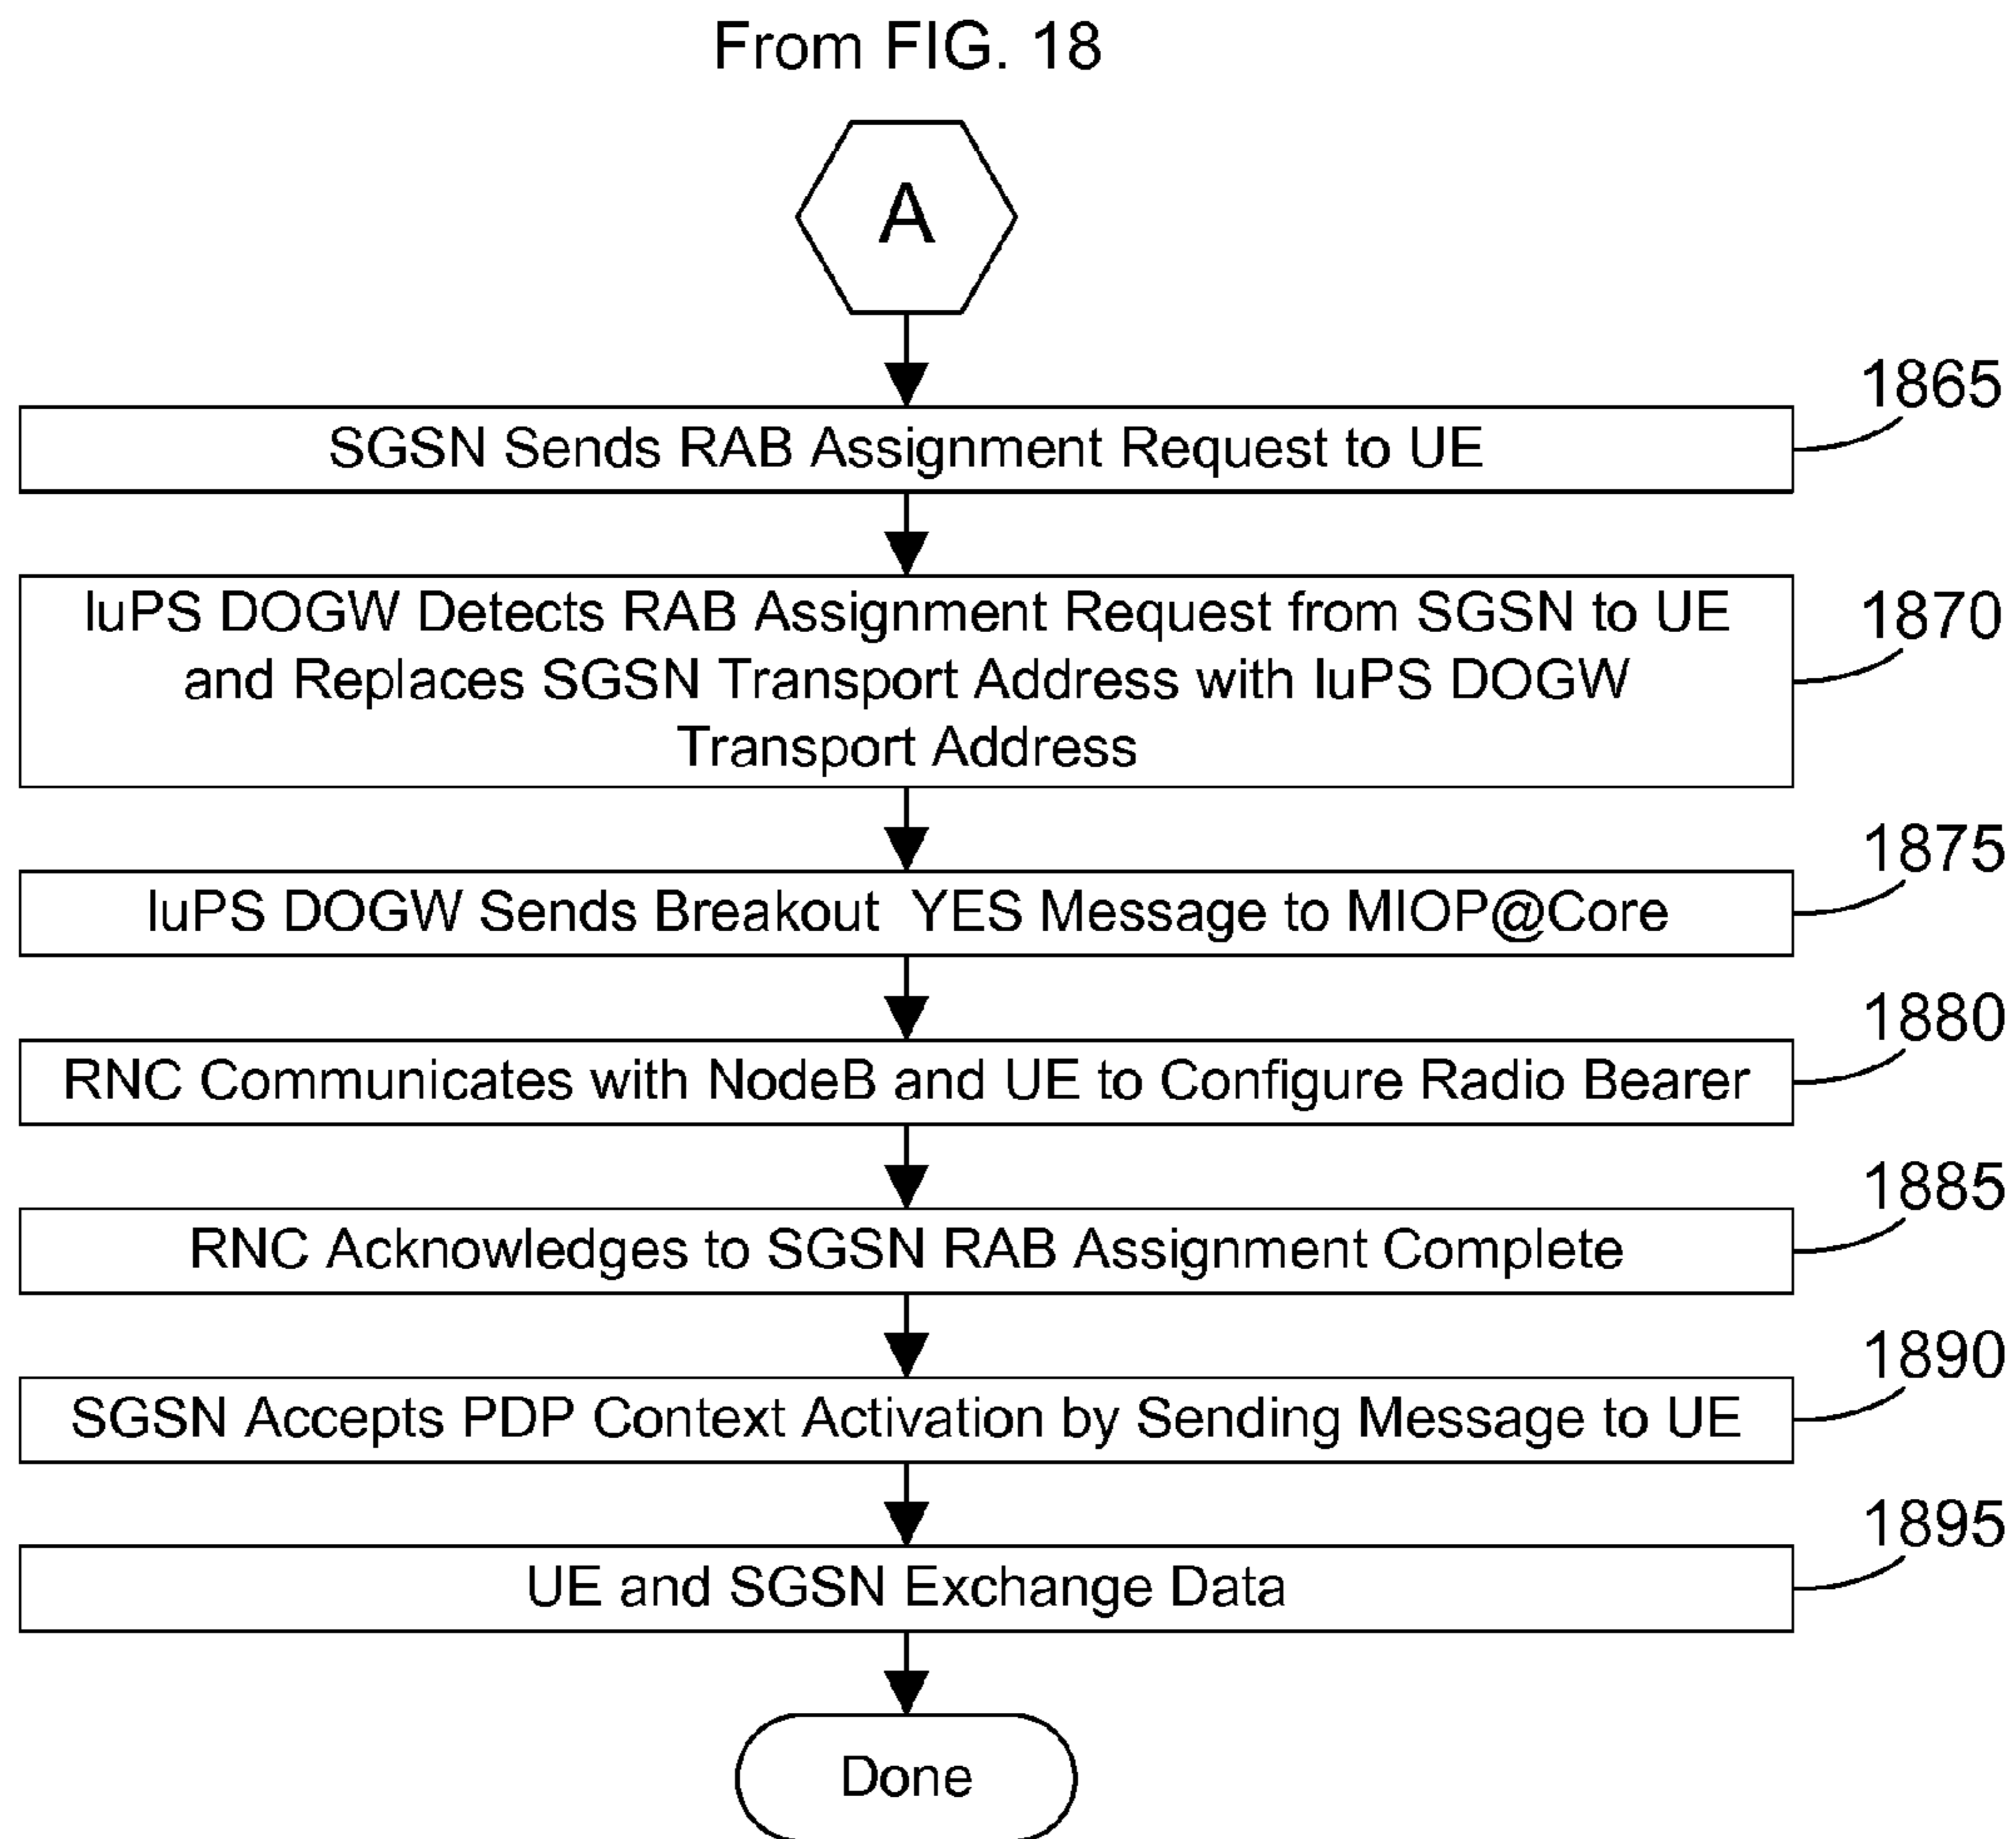 From FIG. 18
A
1865
SGSN Sends RAB Assignment Request to UE
1870
IuPS DOGW Detects RAB Assignment Request from SGSN to UE
and Replaces SGSN Transport Address with IuPS DOGW
Transport Address
1875
IuPS DOGW Sends Breakout YES Message to MIOP@Core
1880
RNC Communicates with NodeB and UE to Configure Radio Bearer
1885
RNC Acknowledges to SGSN RAB Assignment Complete
1890
SGSN Accepts PDP Context Activation by Sending Message to UE
1895
UE and SGSN Exchange Data
Done